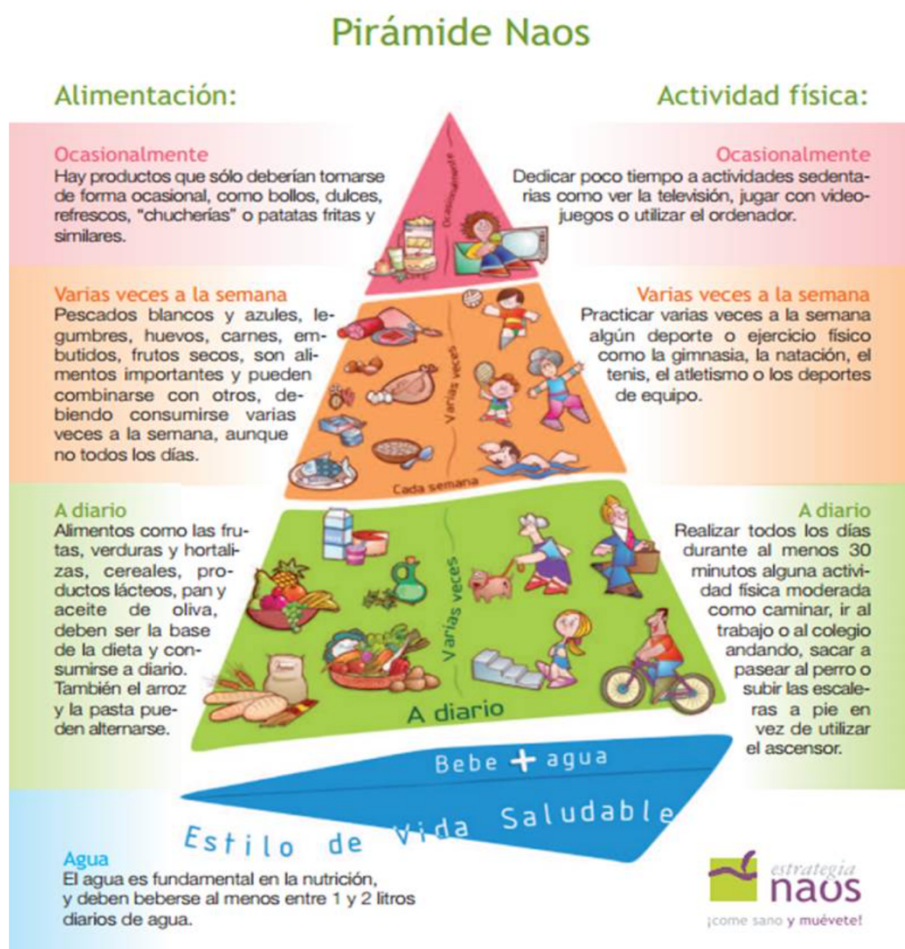 Pirámide Naos
Alimentación:
Actividad física:
Ocasionalmente
Hay productos que sólo deberían tomarse
de forma ocasional, como bollos, dulces,
refrescos, "chucherías" o patatas fritas y
similares.
Ocasionalmente
Ocasionalmente
Dedicar poco tiempo a actividades sedenta-
rias como ver la televisión, jugar con video-
juegos o utilizar el ordenador.
Varias veces a la semana
Pescados blancos y azules, le-
gumbres, huevos, carnes, em-
butidos, frutos secos, son ali-
mentos importantes y pueden
combinarse con otros, de-
biendo consumirse varias
veces a la semana, aunque
no todos los días.
Varias veces
Cada semana
Varias veces a la semana
Practicar varias veces a la semana
algún deporte o ejercicio físico
como la gimnasia, la natación, el
tenis, el atletismo o los deportes
de equipo.
A diario
Alimentos como las fru-
tas, verduras y hortali-
zas, cereales, pro-
ductos lácteos, pan y
aceite de oliva,
deben ser la base
de la dieta y con-
sumirse a diario.
También el arroz
y la pasta pue-
den alternarse.
Varias veces
A diario
A diario
Realizar todos los días
durante al menos 30
minutos alguna activi-
dad física moderada
como caminar, ir al
trabajo o al colegio
andando, sacar a
pasear al perro o
subir las escale-
ras a pie en
vez de utilizar
el ascensor.
Bebe + agua
Estilo de Vida Saludable
Agua
El agua es fundamental en la nutrición,
y deben beberse al menos entre 1 y 2 litros
diarios de agua.
estrategia
naos
¡come sano y muévete!